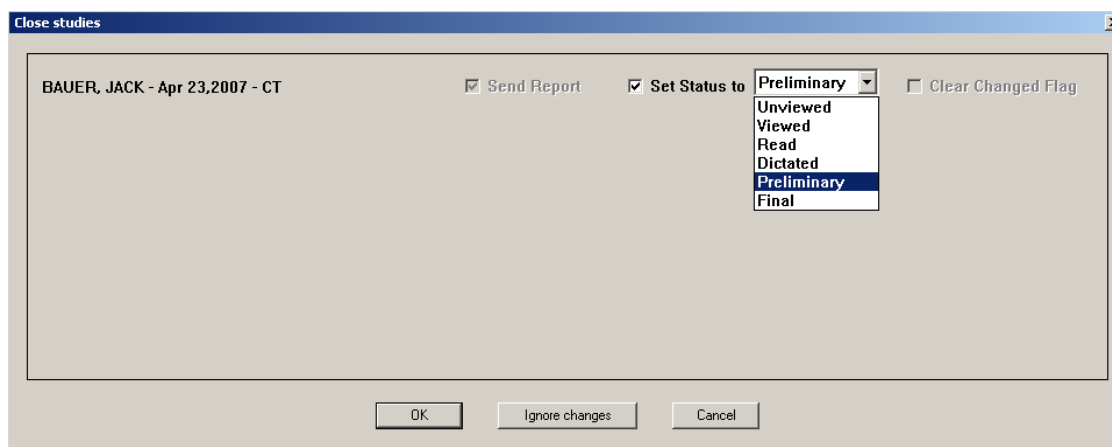 Close studies
BAUER, JACK - Apr 23,2007 - CT
Send Report
Set Status to
Preliminary
Clear Changed Flag
Unviewed
Viewed
Read
Dictated
Preliminary
Final
OK
Ignore changes
Cancel